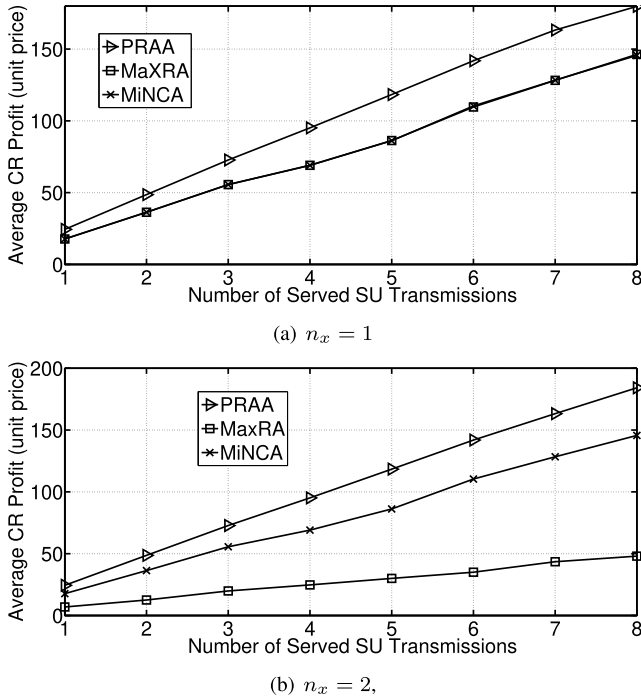 Average CR Profit (unit price)
150
100
50
0
PRAA
MaXRA
MiNCA
1 2 3 4 5 6 7 8
Number of Served SU Transmissions
(a) n_x = 1
Average CR Profit (unit price)
200
150
100
50
0
PRAA
MaxRA
MiNCA
1 2 3 4 5 6 7 8
Number of Served SU Transmissions
(b) n_x = 2,